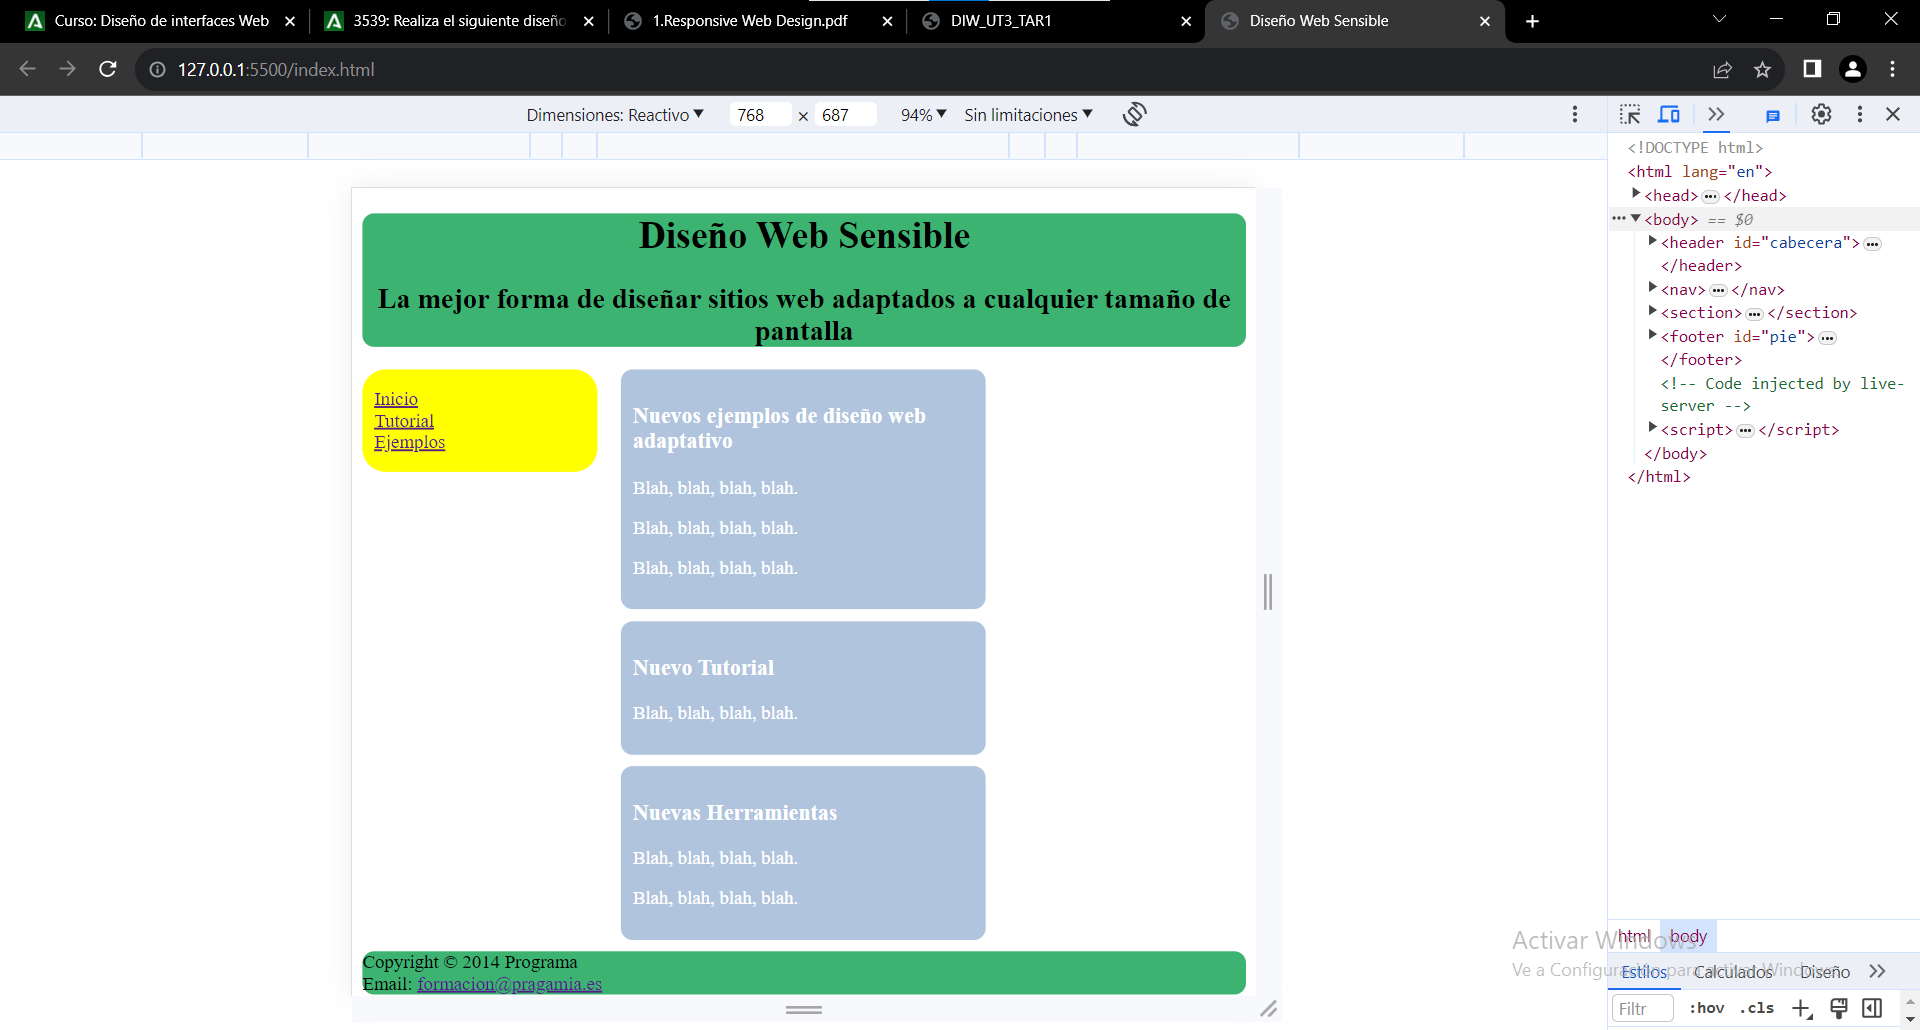 Curso: Diseño de interfaces Web
3539: Realiza el siguiente diseño
1.Responsive Web Design.pdf
DIW_UT3_TAR1
Diseño Web Sensible
127.0.0.1:5500/index.html
Dimensiones: Reactivo
768 × 687
94%
Sin limitaciones
Diseño Web Sensible
La mejor forma de diseñar sitios web adaptados a cualquier tamaño de
pantalla
Inicio
Tutorial
Ejemplos
Nuevos ejemplos de diseño web
adaptativo
Blah, blah, blah, blah.
Blah, blah, blah, blah.
Blah, blah, blah, blah.
Nuevo Tutorial
Blah, blah, blah, blah.
Nuevas Herramientas
Blah, blah, blah, blah.
Blah, blah, blah, blah.
Copyright © 2014 Programa
Email: formacion@pragamia.es
<!DOCTYPE html>
<html lang="en">
<head> ••• </head>
••• <body> == $0
<header id="cabecera"> •••
</header>
<nav> ••• </nav>
<section> ••• </section>
<footer id="pie"> •••
</footer>
<!-- Code injected by live-
server -->
<script> ••• </script>
</body>
</html>
Activar Windows
Ve a Configuración para activar Windows.
html body
Estilos Calculados Diseño
Filtr :hov .cls